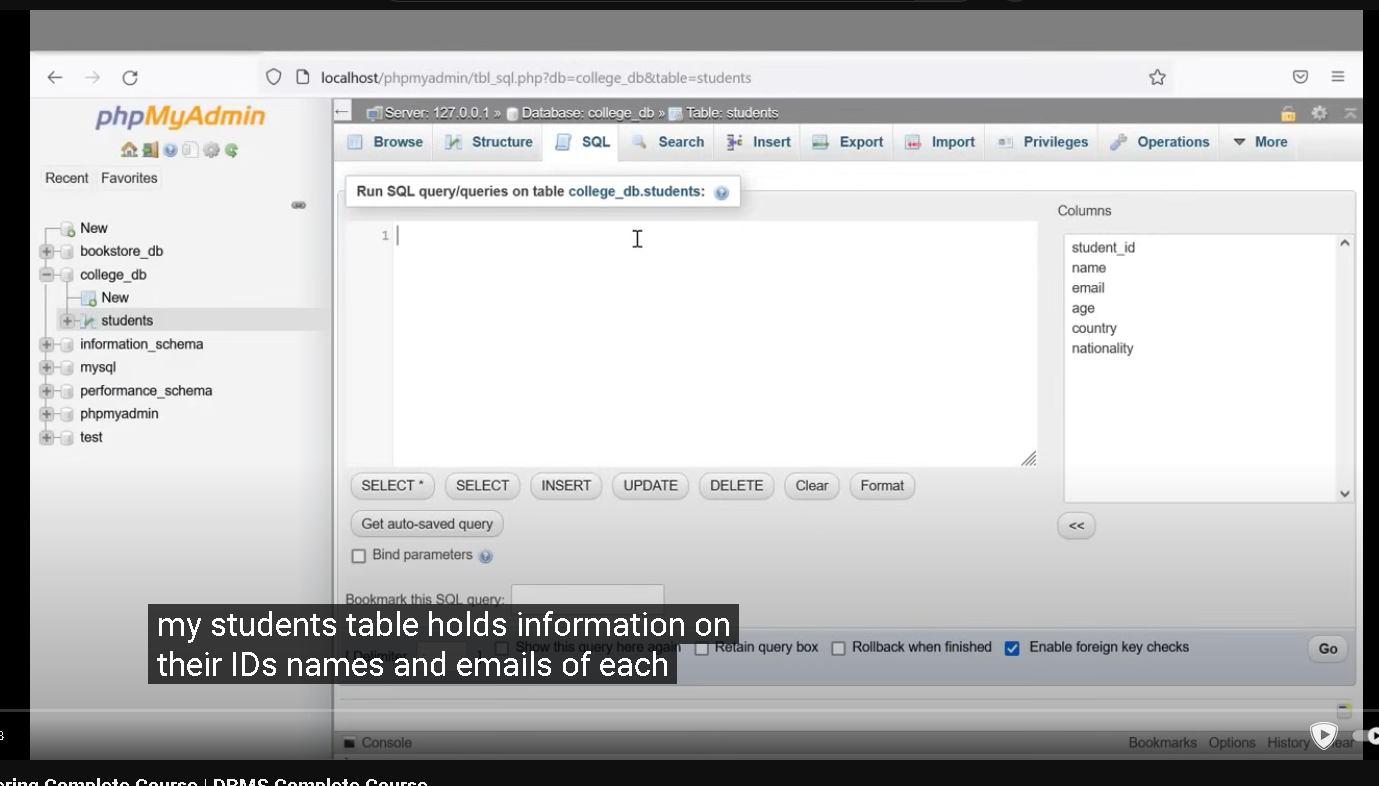 localhost/phpmyadmin/tbl_sql.php?db=college_db&table=students
phpMyAdmin
Recent Favorites
New
bookstore_db
college_db
New
students
information_schema
mysql
performance_schema
phpmyadmin
test
Server: 127.0.0.1 » Database: college_db » Table: students
Browse Structure SQL Search Insert Export Import Privileges Operations More
Run SQL query/queries on table college_db.students:
1
Columns
student_id
name
email
age
country
nationality
SELECT * SELECT INSERT UPDATE DELETE Clear Format
<<
Get auto-saved query
Bind parameters
Bookmark this SQL query:
my students table holds information on
their IDs names and emails of each
[ Delimiter ] Show this query here again Retain query box Rollback when finished Enable foreign key checks Go
Console Bookmarks Options History
Complete Course | DBMS Complete Course